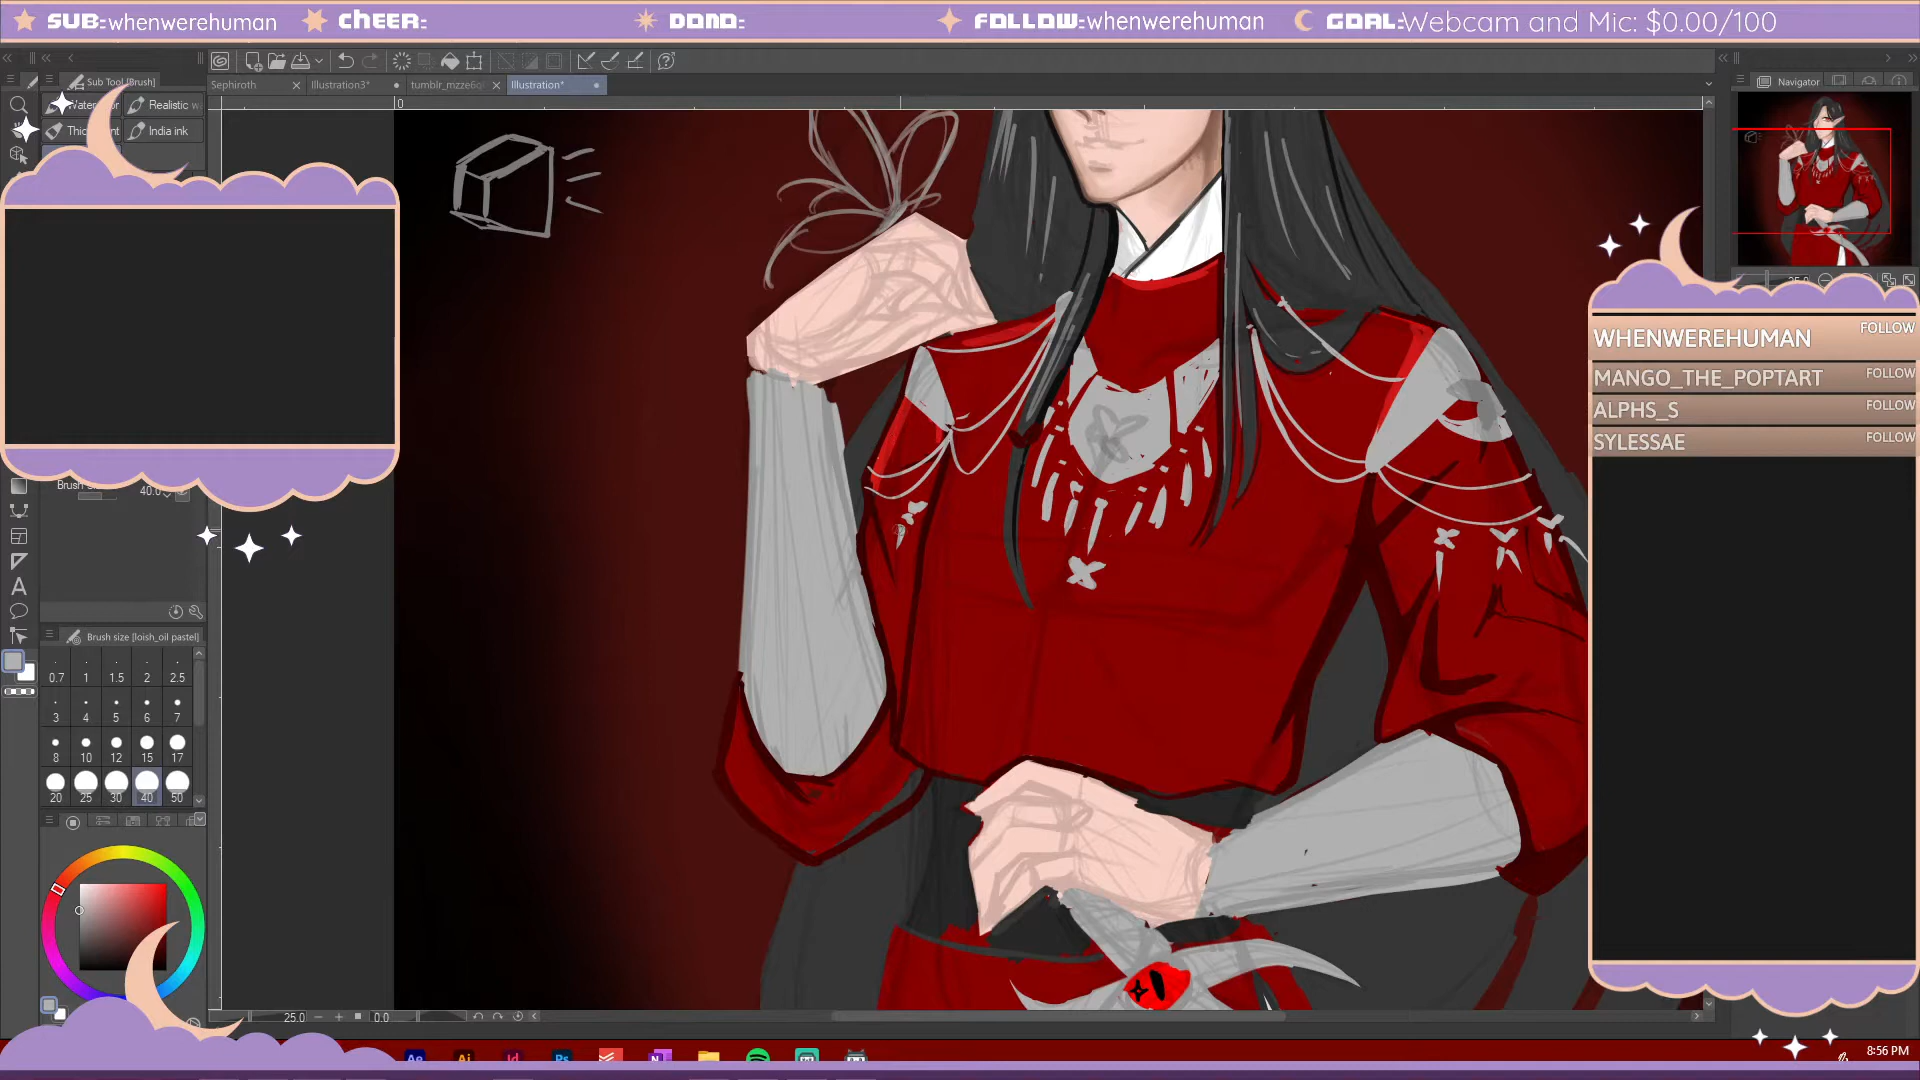 SUB:whenwerehuman CHEER: DONO: FOLLOW:whenwerehuman GOAL:Webcam and Mic: $0.00/100
Sub Tool [Brush]
Sephiroth Illustration3* Illustration*
Navigator
Realistic
India ink
WHENWEREHUMAN FOLLOW
MANGO_THE_POPTART FOLLOW
ALPHS_S FOLLOW
SYLESSAE FOLLOW
Brush 40.0
Brush size [loish_oil pastel]
0.7 1 1.5 2 2.5
3 4 5 6 7
8 10 12 15 17
20 25 30 40 50
25.0 0.0
8:56 PM